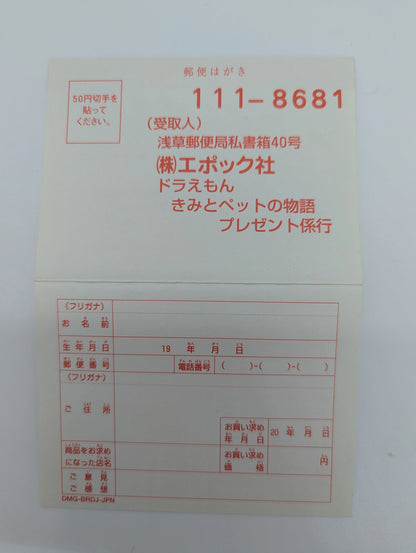 郵便はがき
50円切手を
貼って
ください。
111-8681
(受取人)
浅草郵便局私書箱40号
㈱エポック社
ドラえもん
きみとペットの物語
プレゼント係行
(フリガナ)
お名前
生年月日
19 年 月 日
郵便番号
電話番号
( )-( )-( )
(フリガナ)
ご住所
お買い求め
年月日
20 年 月 日
商品をお求め
になった店名
お買い求め
価格
円
ご意見
ご感想
DMG-BRDJ-JPN